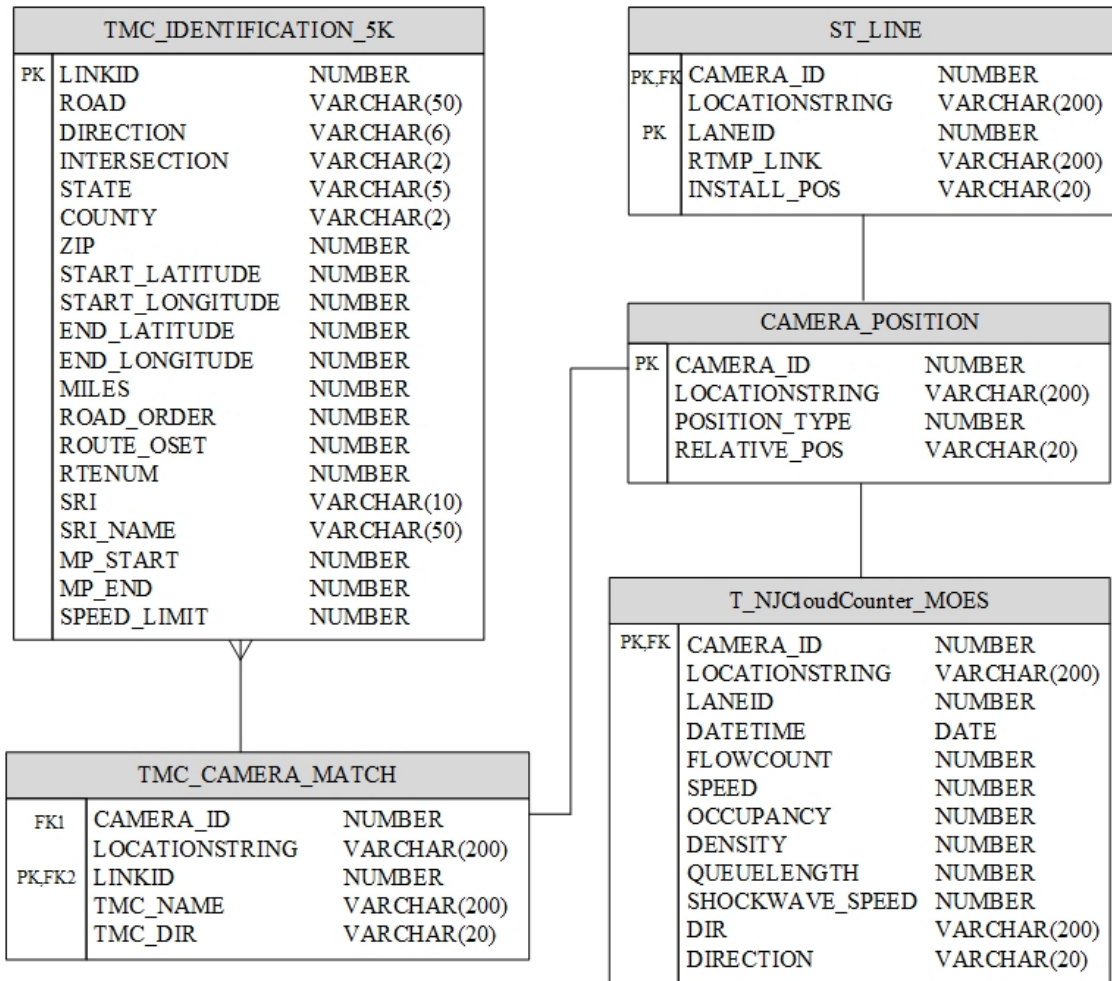 TMC_IDENTIFICATION_5K
PK LINKID NUMBER
ROAD VARCHAR(50)
DIRECTION VARCHAR(6)
INTERSECTION VARCHAR(2)
STATE VARCHAR(5)
COUNTY VARCHAR(2)
ZIP NUMBER
START_LATITUDE NUMBER
START_LONGITUDE NUMBER
END_LATITUDE NUMBER
END_LONGITUDE NUMBER
MILES NUMBER
ROAD_ORDER NUMBER
ROUTE_OSET NUMBER
RTENUM NUMBER
SRI VARCHAR(10)
SRI_NAME VARCHAR(50)
MP_START NUMBER
MP_END NUMBER
SPEED_LIMIT NUMBER
ST_LINE
PK,FK CAMERA_ID NUMBER
LOCATIONSTRING VARCHAR(200)
PK LANEID NUMBER
RTMP_LINK VARCHAR(200)
INSTALL_POS VARCHAR(20)
CAMERA_POSITION
PK CAMERA_ID NUMBER
LOCATIONSTRING VARCHAR(200)
POSITION_TYPE NUMBER
RELATIVE_POS VARCHAR(20)
TMC_CAMERA_MATCH
FK1 CAMERA_ID NUMBER
LOCATIONSTRING VARCHAR(200)
PK,FK2 LINKID NUMBER
TMC_NAME VARCHAR(200)
TMC_DIR VARCHAR(20)
T_NJCloudCounter_MOES
PK,FK CAMERA_ID NUMBER
LOCATIONSTRING VARCHAR(200)
LANEID NUMBER
DATETIME DATE
FLOWCOUNT NUMBER
SPEED NUMBER
OCCUPANCY NUMBER
DENSITY NUMBER
QUEUELENGTH NUMBER
SHOCKWAVE_SPEED NUMBER
DIR VARCHAR(200)
DIRECTION VARCHAR(20)